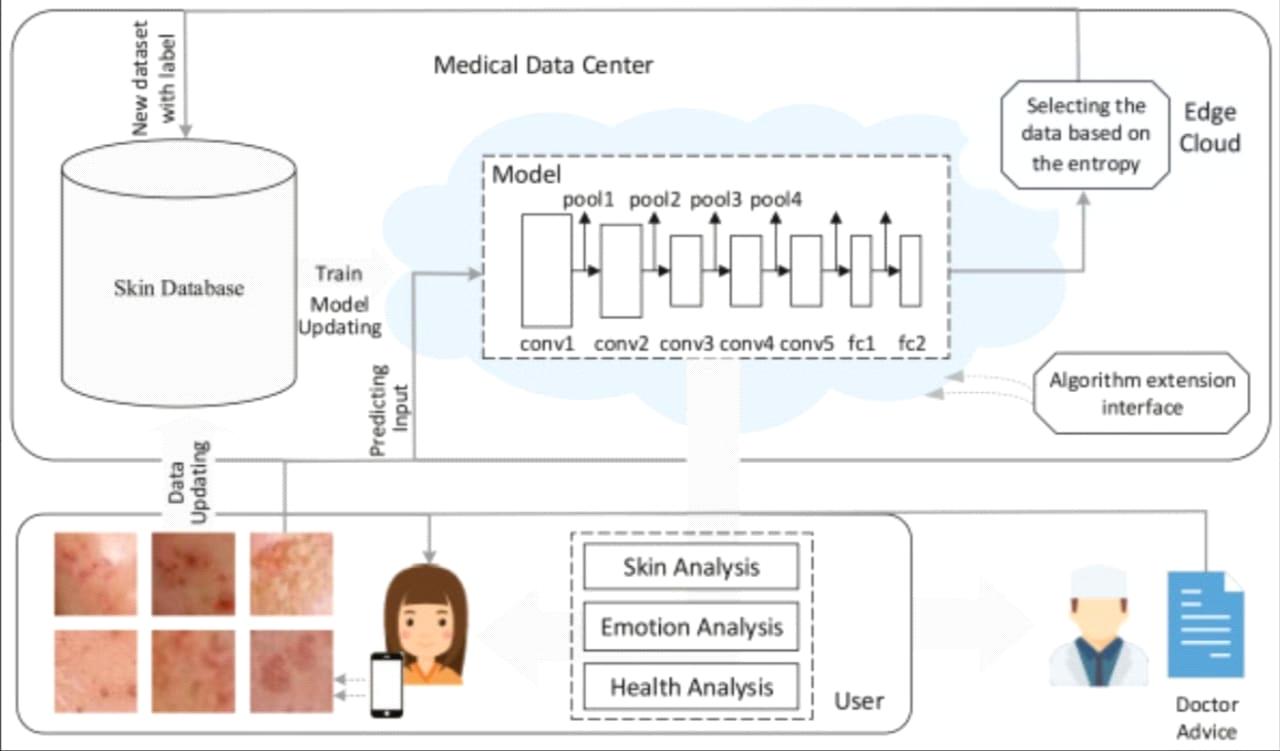 New dataset
with label
Medical Data Center
Selecting the
data based on
the entropy
Edge
Cloud
Model
pool1 pool2 pool3 pool4
Skin Database
Train
Model
Updating
conv1 conv2 conv3 conv4 conv5 fc1 fc2
Predicting
Input
Algorithm extension
interface
Data
Updating
Skin Analysis
Emotion Analysis
Health Analysis
User
Doctor
Advice